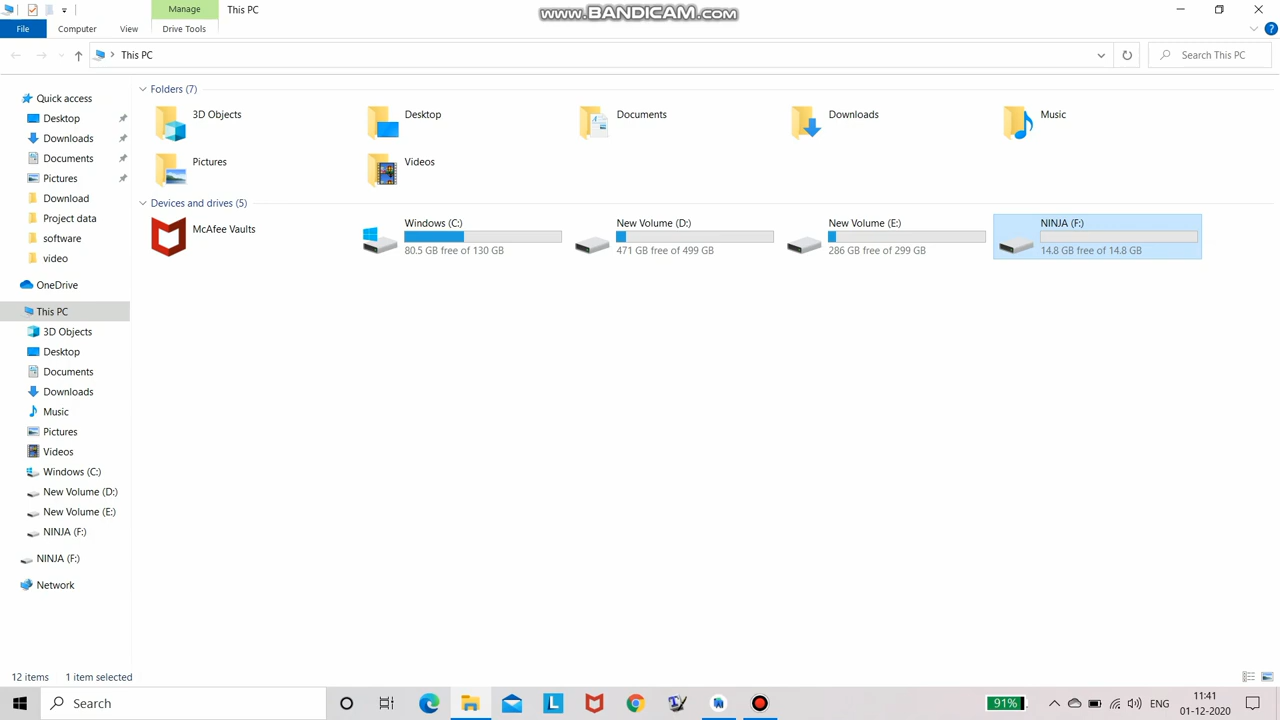 Manage
This PC
www.BANDICAM.com
File
Computer
View
Drive Tools
This PC
Search This PC
Quick access
Desktop
Downloads
Documents
Pictures
Download
Project data
software
video
OneDrive
This PC
3D Objects
Desktop
Documents
Downloads
Music
Pictures
Videos
Windows (C:)
New Volume (D:)
New Volume (E:)
NINJA (F:)
NINJA (F:)
Network
Folders (7)
3D Objects
Desktop
Documents
Downloads
Music
Pictures
Videos
Devices and drives (5)
McAfee Vaults
Windows (C:)
80.5 GB free of 130 GB
New Volume (D:)
471 GB free of 499 GB
New Volume (E:)
286 GB free of 299 GB
NINJA (F:)
14.8 GB free of 14.8 GB
12 items
1 item selected
Search
L
91%
ENG
11:41
01-12-2020